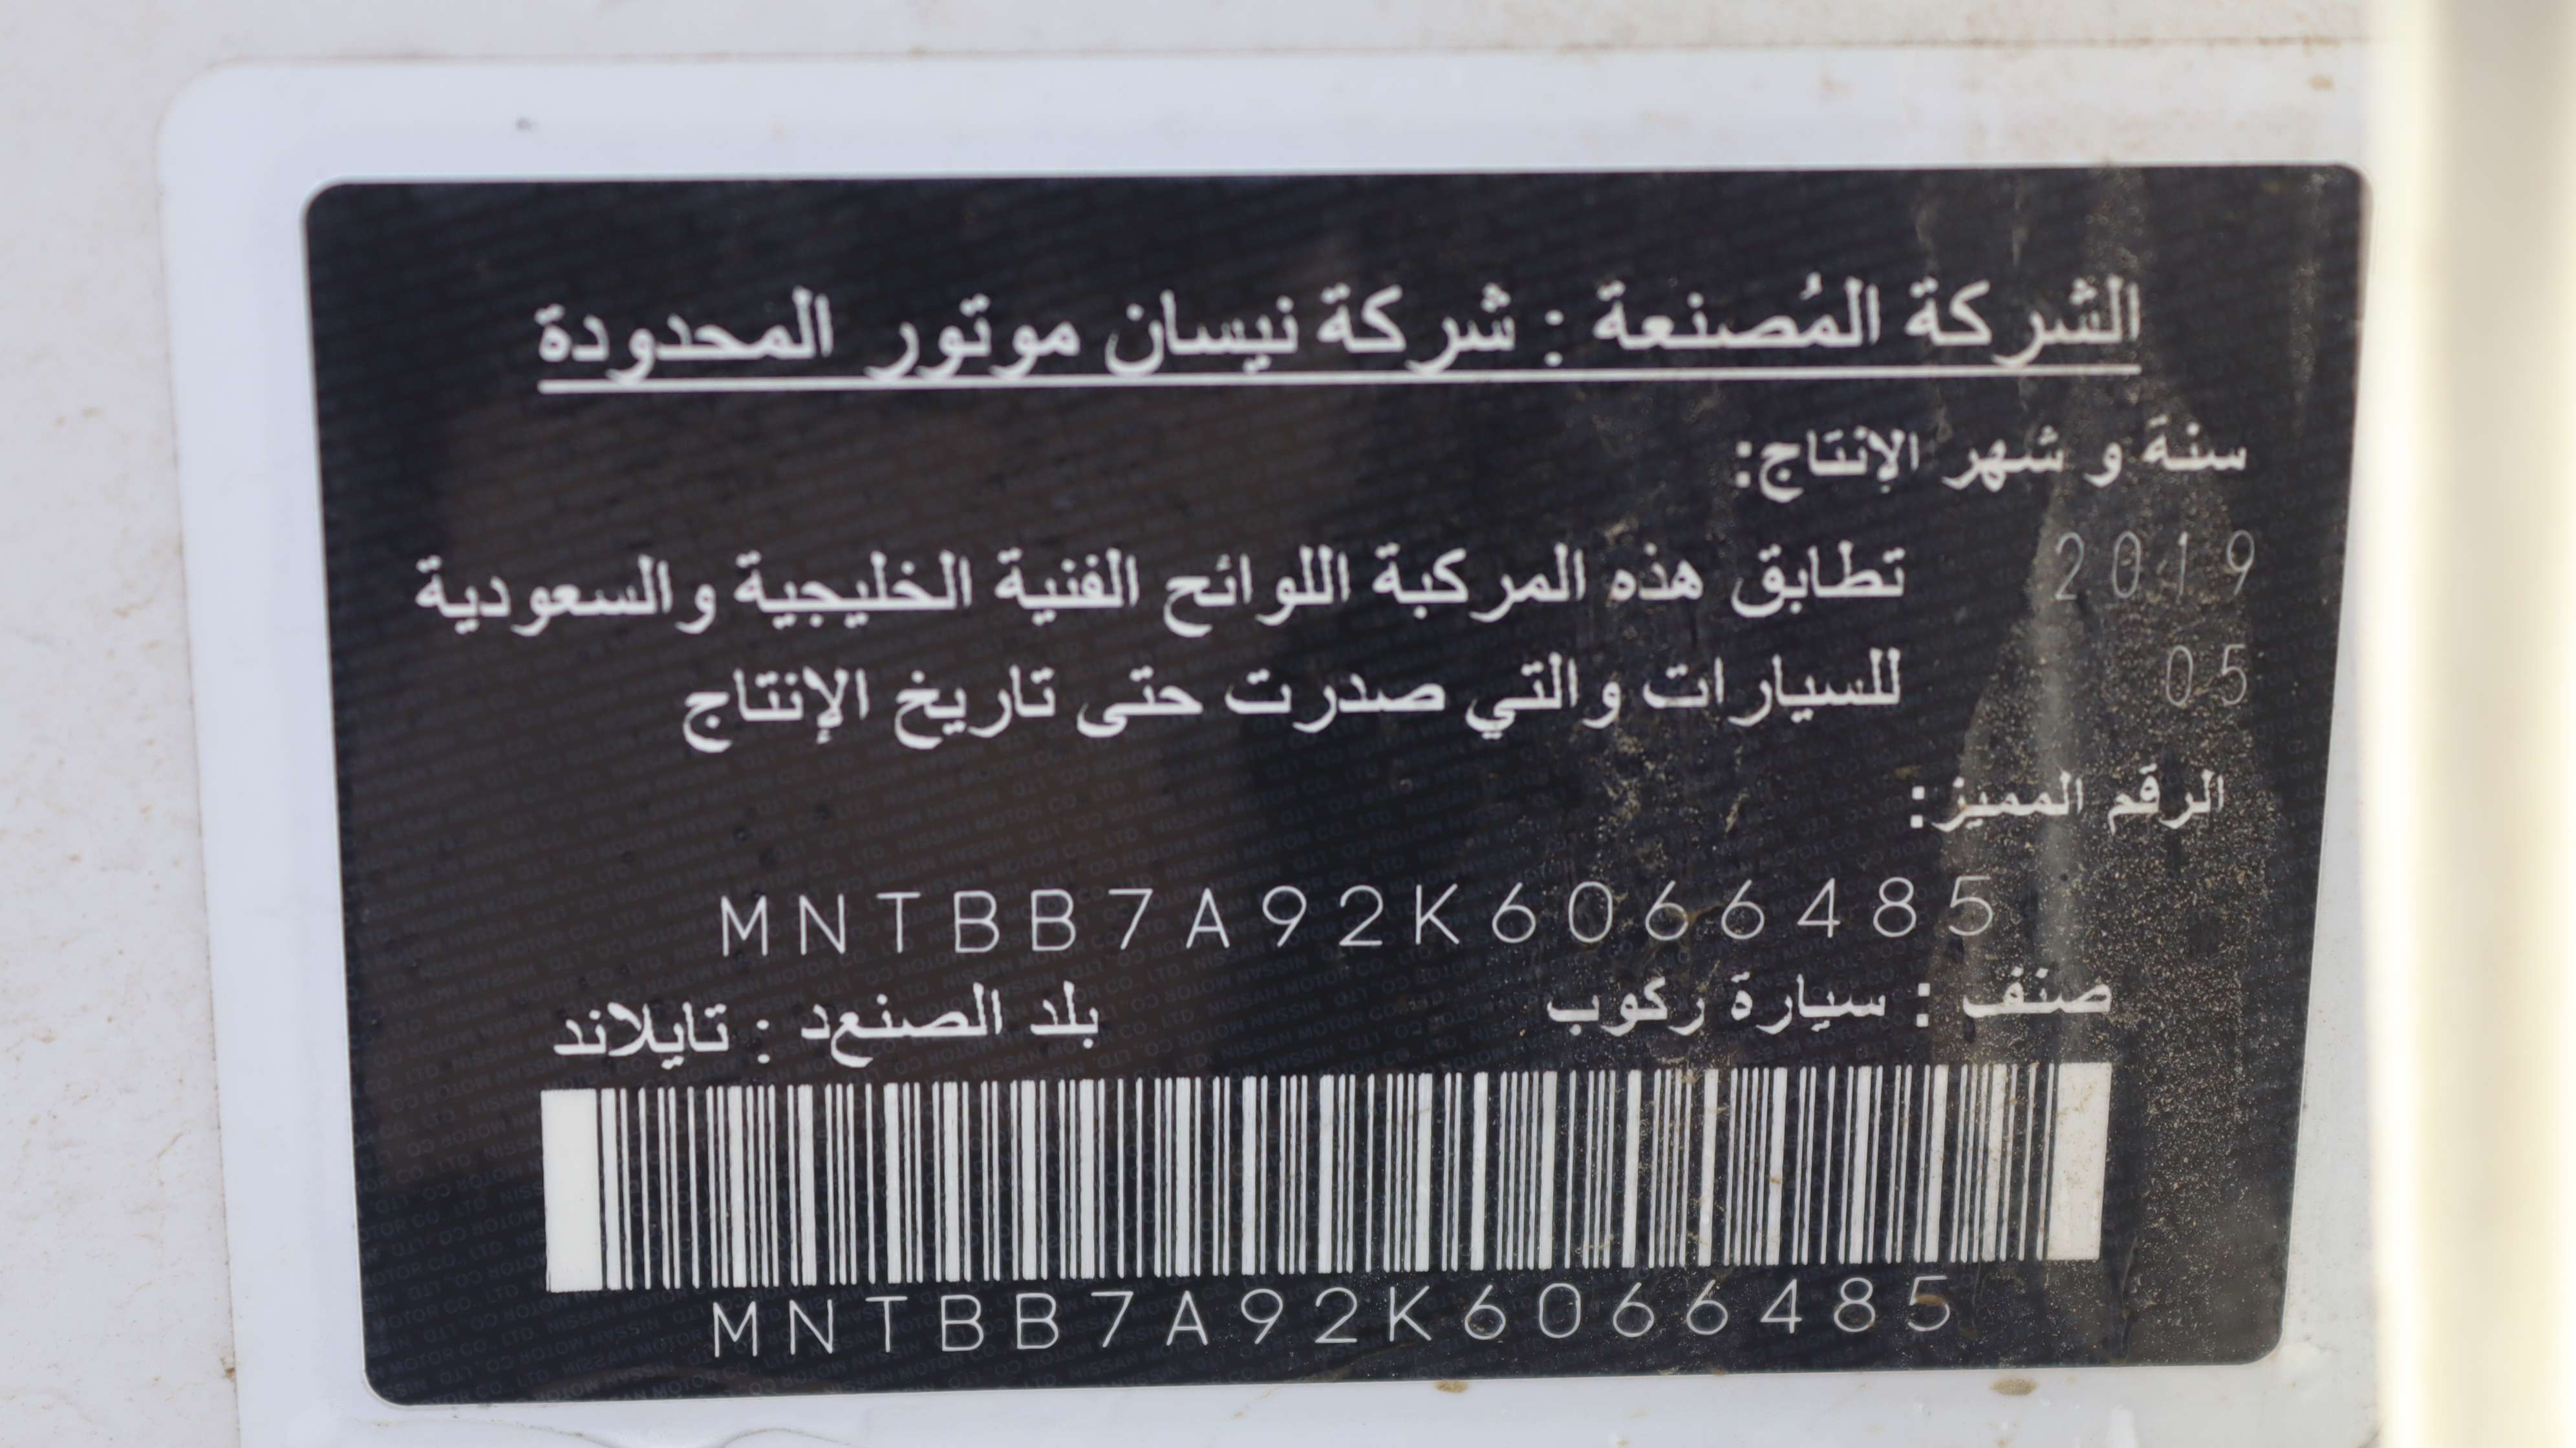 الشركة المُصنعة : شركة نيسان موتور المحدودة
سنة و شهر الإنتاج:
2019 تطابق هذه المركبة اللوائح الفنية الخليجية والسعودية
05 للسيارات والتي صدرت حتى تاريخ الإنتاج
الرقم المميز:
MNTBB7A92K6066485
صنف : سيارة ركوب بلد الصنعد : تايلاند
MNTBB7A92K6066485